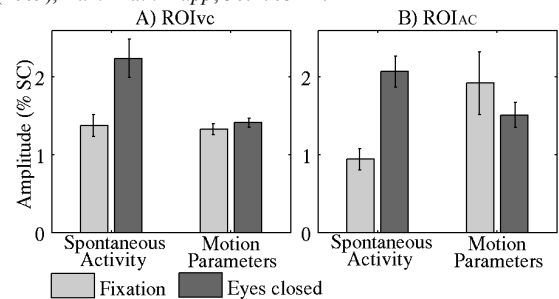 A) ROIVC
B) ROIAC
Amplitude (% SC)
2
1
0
2
1
0
Spontaneous
Activity
Motion
Parameters
Spontaneous
Activity
Motion
Parameters
Fixation
Eyes closed